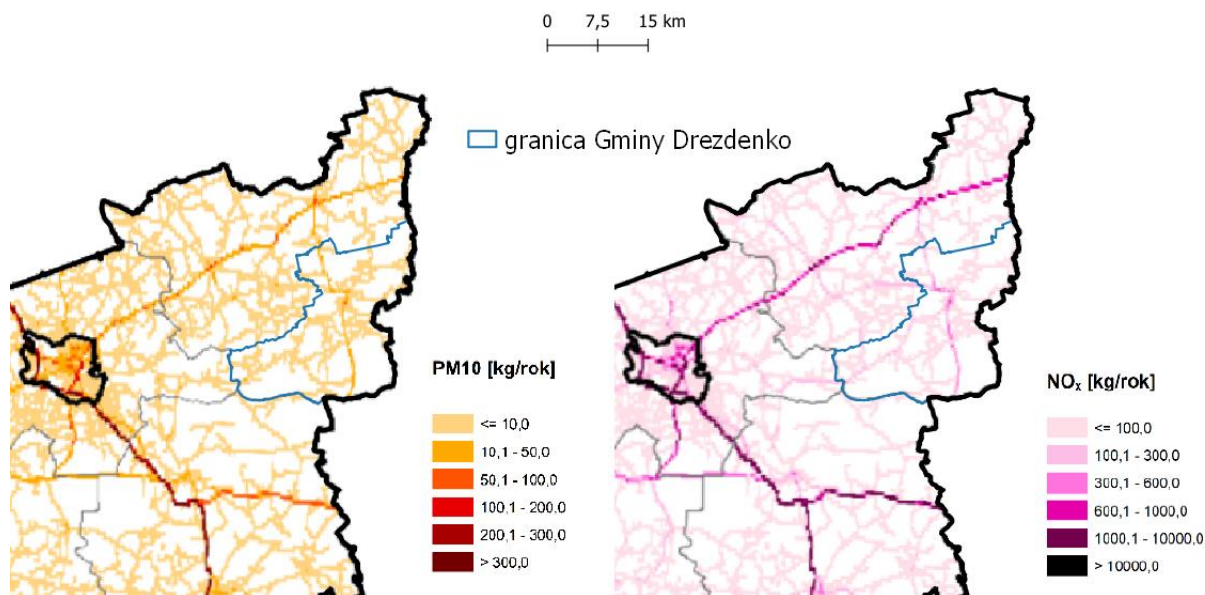 0 7,5 15 km
granica Gminy Drezdenko
PM10 [kg/rok]
<= 10,0
10,1 - 50,0
50,1 - 100,0
100,1 - 200,0
200,1 - 300,0
> 300,0
NOx [kg/rok]
<= 100,0
100,1 - 300,0
300,1 - 600,0
600,1 - 1000,0
1000,1 - 10000,0
> 10000,0